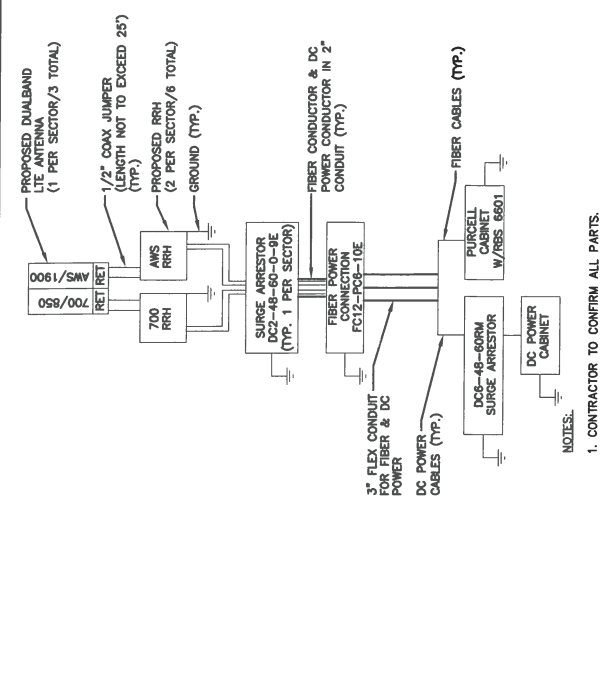 PROPOSED DUALBAND
LTE ANTENNA
(1 PER SECTOR/3 TOTAL)
700/850
AWS/1900
RET
RET
1/2" COAX JUMPER
(LENGTH NOT TO EXCEED 25')
(TYP.)
700
RRH
AWS
RRH
PROPOSED RRH
(2 PER SECTOR/6 TOTAL)
GROUND (TYP.)
SURGE ARRESTOR
DC2-48-60-0-9E
(TYP. 1 PER SECTOR)
FIBER CONDUCTOR & DC
POWER CONDUCTOR IN 2"
CONDUIT (TYP.)
FIBER POWER
CONNECTION
FC12-PC6-10E
3" FLEX CONDUIT
FOR FIBER & DC
POWER
DC POWER
CABLES (TYP.)
FIBER CABLES (TYP.)
DC6-48-60RM
SURGE ARRESTOR
PURCELL
CABINET
W/RBS 6601
DC POWER
CABINET
NOTES:
1. CONTRACTOR TO CONFIRM ALL PARTS.